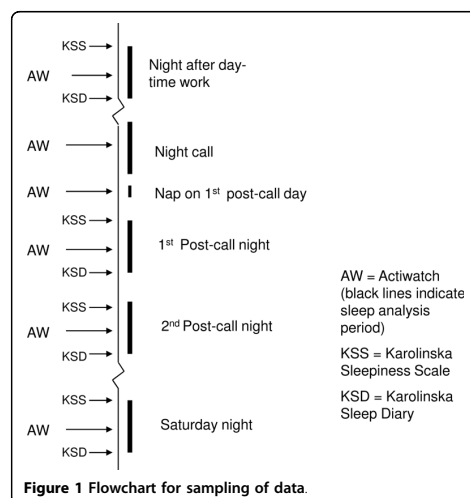 KSS
AW
Night after day-
time work
KSD
AW
Night call
AW
Nap on 1st post-call day
KSS
AW
1st Post-call night
KSD
AW = Actiwatch
(black lines indicate
sleep analysis
period)
KSS
AW
2nd Post-call night
KSS = Karolinska
Sleepiness Scale
KSD
KSD = Karolinska
Sleep Diary
KSS
AW
Saturday night
KSD
Figure 1 Flowchart for sampling of data.